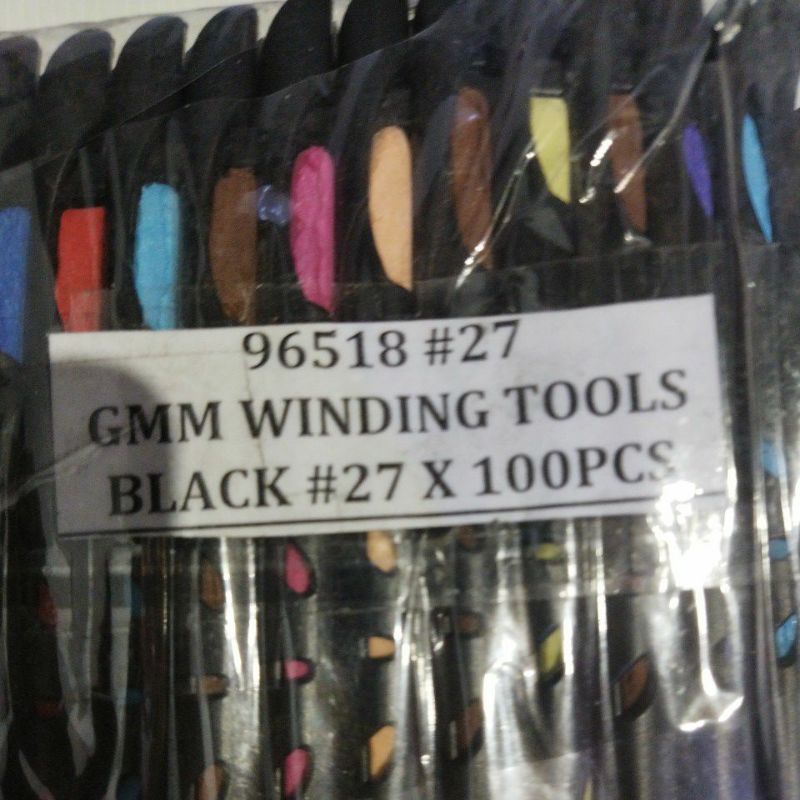 96518 #27
GMM WINDING TOOLS
BLACK #27 X 100PCS